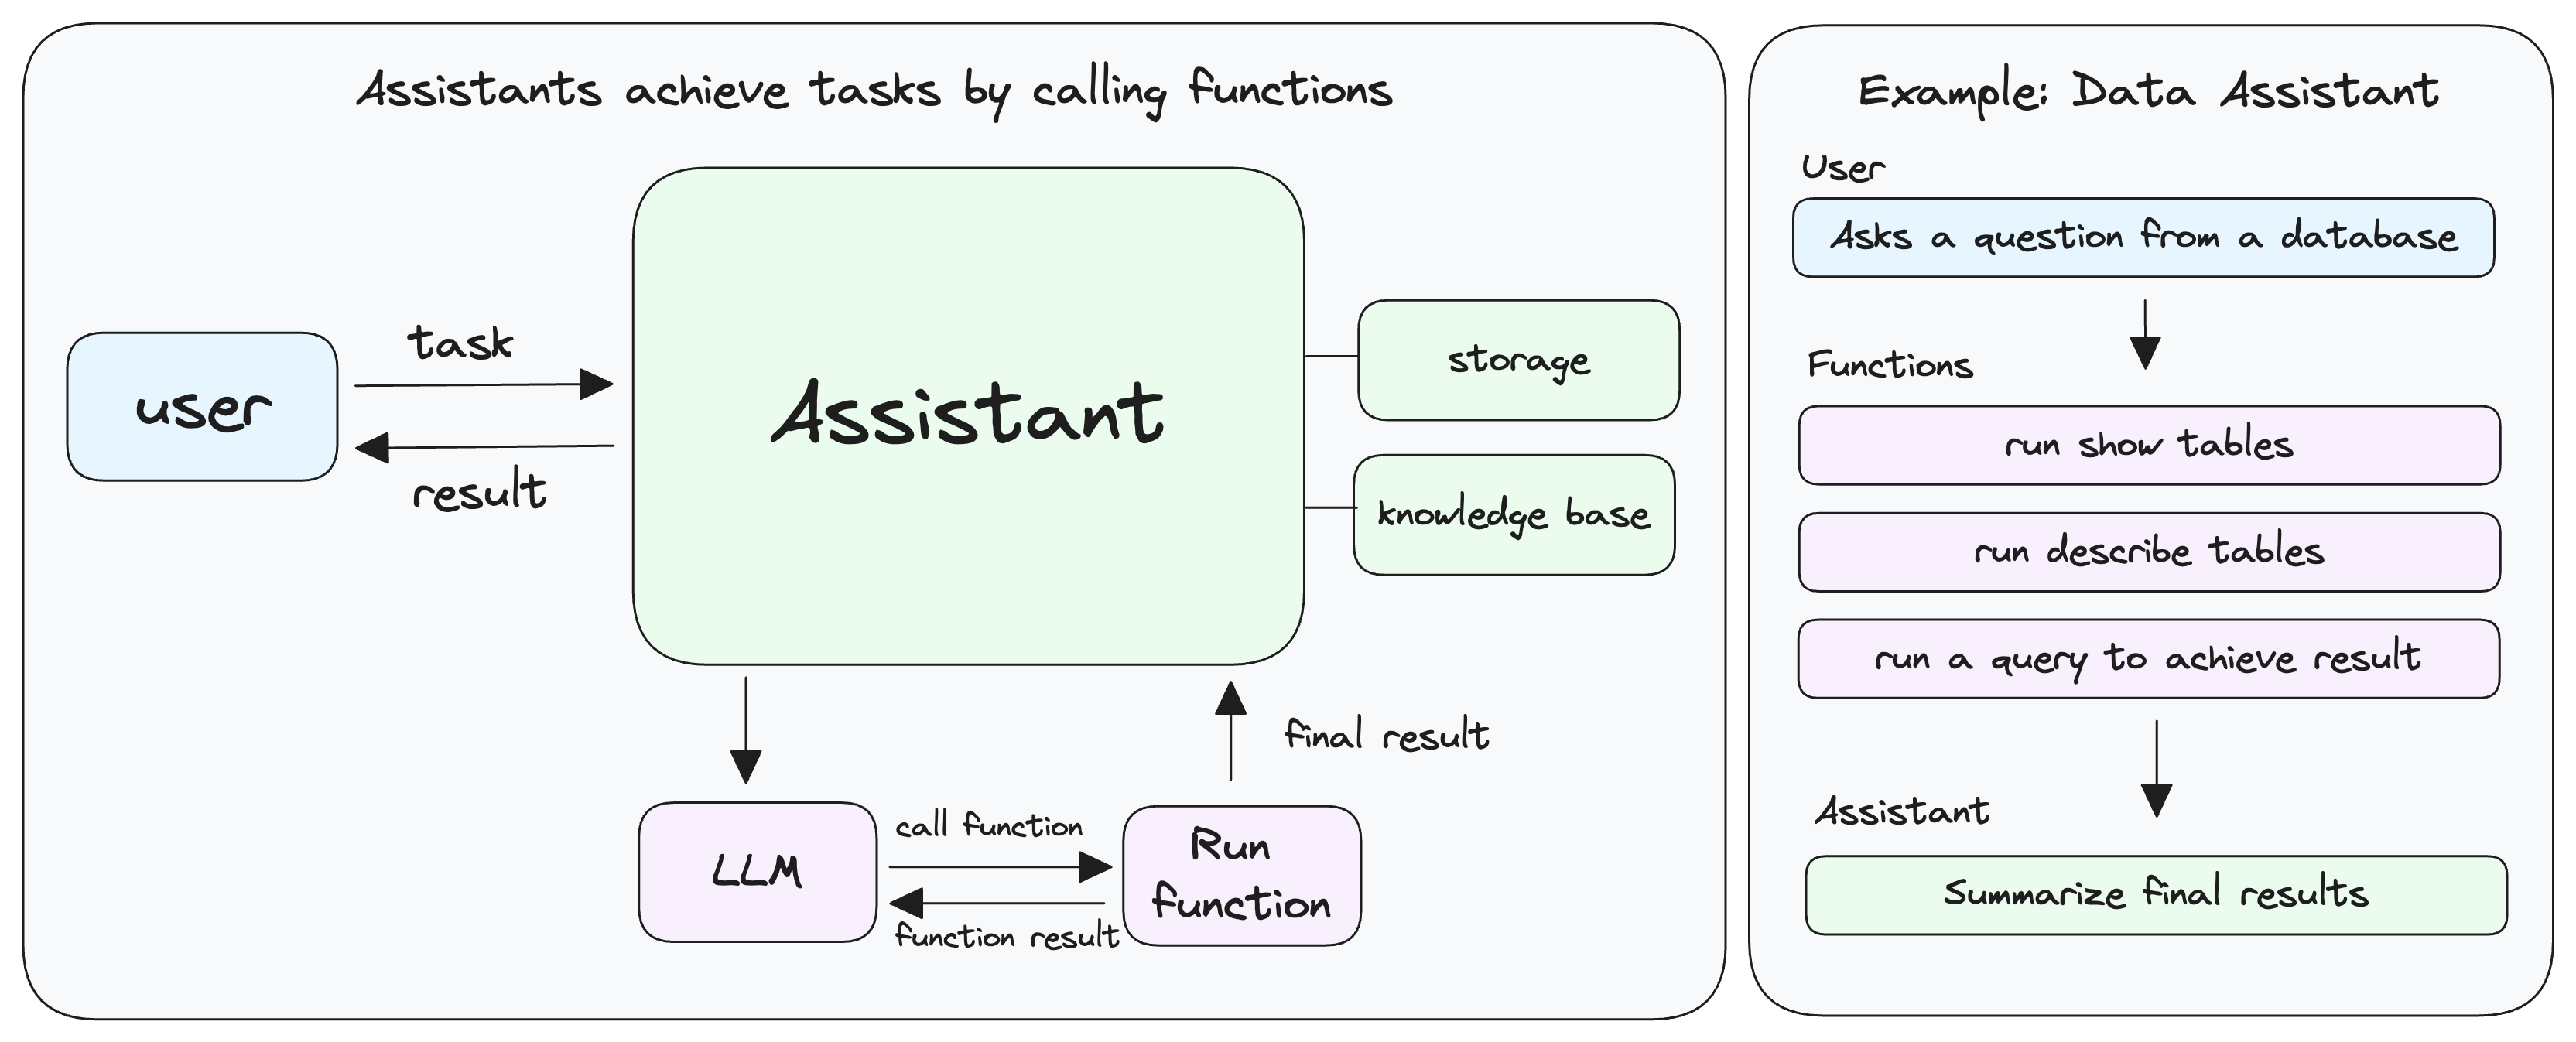 Assistants achieve tasks by calling functions
user
task
result
Assistant
storage
knowledge base
final result
LLM
call function
function result
Run
function
Example: Data Assistant
User
Asks a question from a database
Functions
run show tables
run describe tables
run a query to achieve result
Assistant
Summarize final results